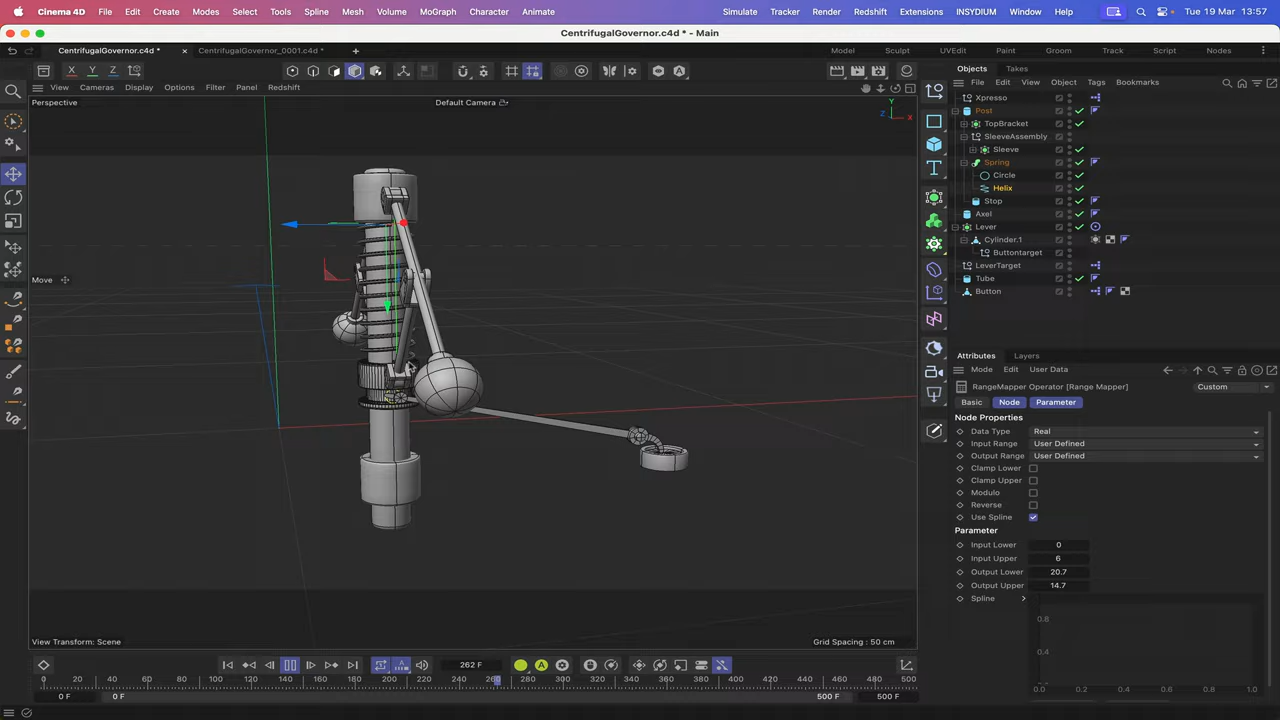 Cinema 4D File Edit Create Modes Select Tools Spline Mesh Volume MoGraph Character Animate Simulate Tracker Render Redshift Extensions INSYDIUM Window Help Tue 19 Mar 13:57
CentrifugalGovernor.c4d * - Main
CentrifugalGovernor.c4d * CentrifugalGovernor_0001.c4d * Model Sculpt UVEdit Paint Groom Track Script Nodes
X Y Z
Objects Takes
File Edit View Object Tags Bookmarks
View Cameras Display Options Filter Panel Redshift
Perspective
Default Camera
Y
Z X
Move
Xpresso
Post
TopBracket
SleeveAssembly
Sleeve
Spring
Circle
Helix
Stop
Axel
Lever
Cylinder.1
Buttontarget
LeverTarget
Tube
Button
Attributes Layers
Mode Edit User Data
RangeMapper Operator [Range Mapper] Custom
Basic Node Parameter
Node Properties
Data Type Real
Input Range User Defined
Output Range User Defined
Clamp Lower
Clamp Upper
Modulo
Reverse
Use Spline
Parameter
Input Lower 0
Input Upper 6
Output Lower 20.7
Output Upper 14.7
Spline
0.8
0.4
0.0 0.2 0.4 0.6 0.8 1.0
View Transform: Scene Grid Spacing : 50 cm
262 F
0 20 40 60 80 100 120 140 160 180 200 220 240 260 280 300 320 340 360 380 400 420 440 460 480 500
0 F 0 F 500 F 500 F